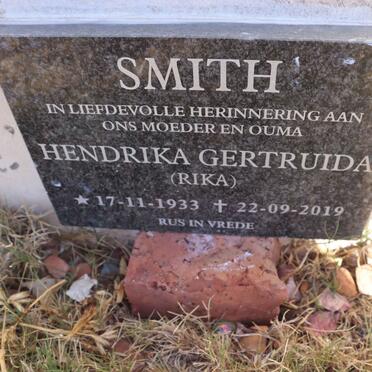 SMITH
IN LIEFDEVOLLE HERINNERING AAN
ONS MOEDER EN OUMA
HENDRIKA GERTRUIDA
(RIKA)
★ 17-11-1933 ✝ 22-09-2019
RUS IN VREDE